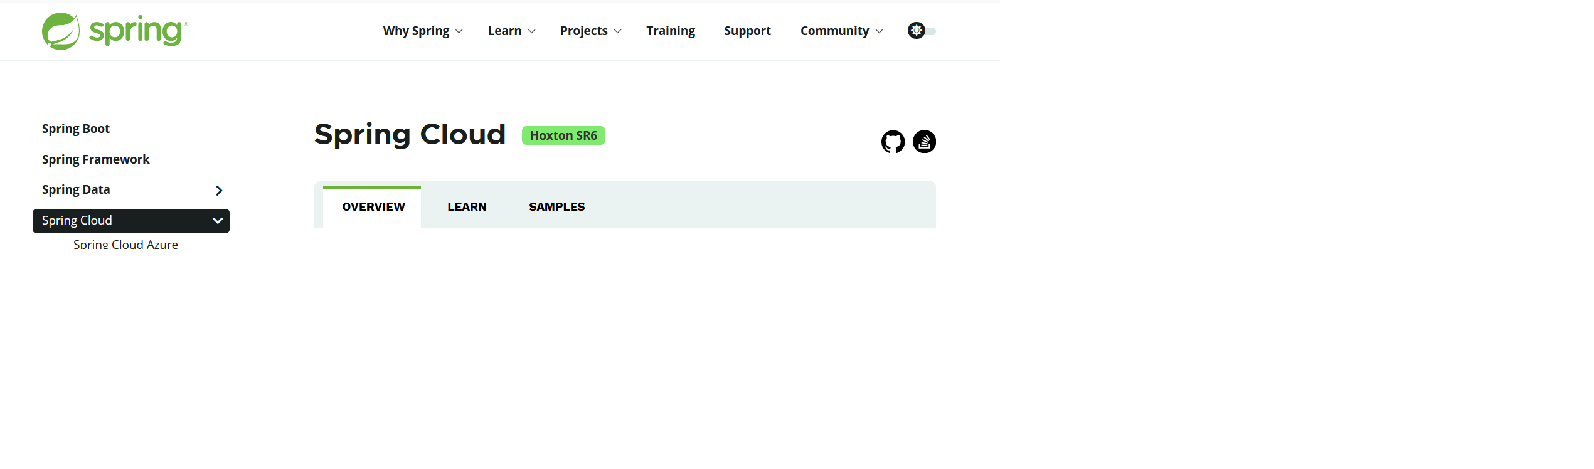 spring
Why Spring Learn Projects Training Support Community
Spring Boot
Spring Framework
Spring Data
Spring Cloud
Spring Cloud Azure
Spring Cloud Hoxton SR6
OVERVIEW LEARN SAMPLES